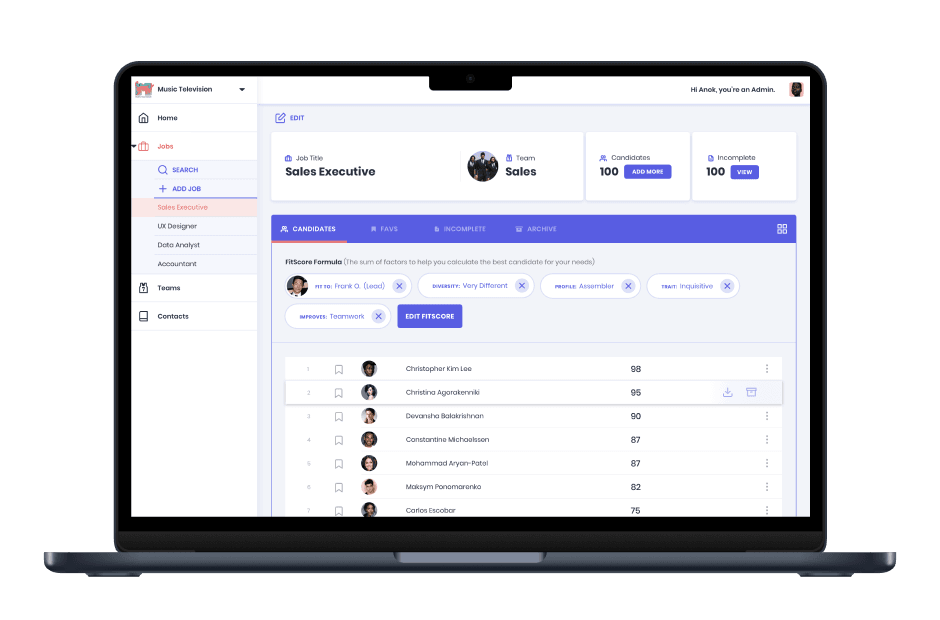 Music Television
Hi Anok, you're an Admin.
Home
Jobs
SEARCH
ADD JOB
Sales Executive
UX Designer
Data Analyst
Accountant
Teams
Contacts
EDIT
Job Title
Sales Executive
Team
Sales
Candidates
100 ADD MORE
Incomplete
100 VIEW
CANDIDATES FAVS INCOMPLETE ARCHIVE
FitScore Formula (The sum of factors to help you calculate the best candidate for your needs)
FIT TO: Frank O. (Lead) DIVERSITY: Very Different PROFILE: Assembler TRAIT: Inquisitive
IMPROVES: Teamwork EDIT FITSCORE
1 Christopher Kim Lee 98
2 Christina Agorakenniki 95
3 Devansha Balakrishnan 90
4 Constantine Michaelssen 87
5 Mohammad Aryan-Patel 87
6 Maksym Ponomarenko 82
7 Carlos Escobar 75